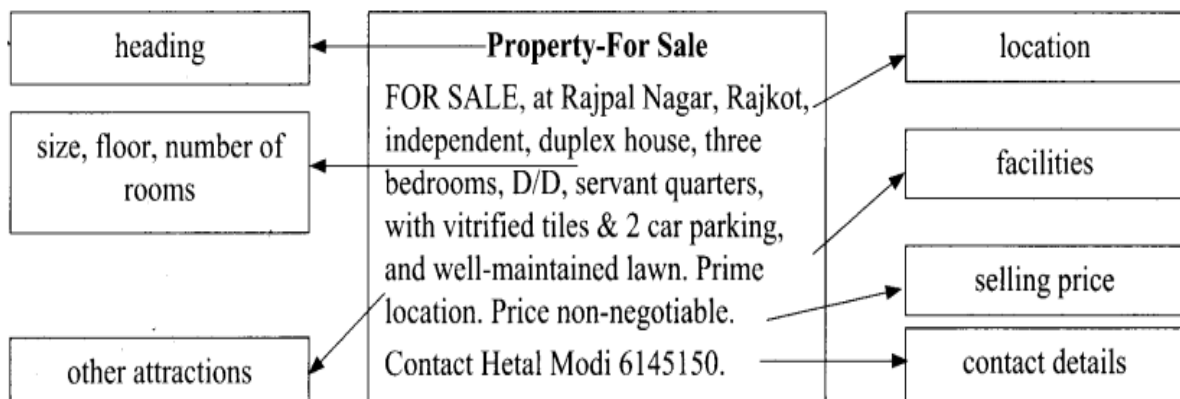 heading
size, floor, number of
rooms
other attractions
Property-For Sale
FOR SALE, at Rajpal Nagar, Rajkot,
independent, duplex house, three
bedrooms, D/D, servant quarters,
with vitrified tiles & 2 car parking,
and well-maintained lawn. Prime
location. Price non-negotiable.
Contact Hetal Modi 6145150.
location
facilities
selling price
contact details